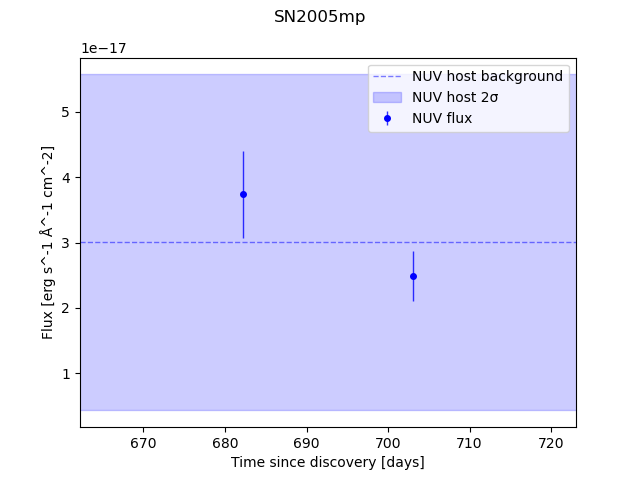 SN2005mp
1e−17
NUV host background
NUV host 2σ
NUV flux
5
4
3
2
1
Flux [erg s^-1 Å^-1 cm^-2]
670
680
690
700
710
720
Time since discovery [days]